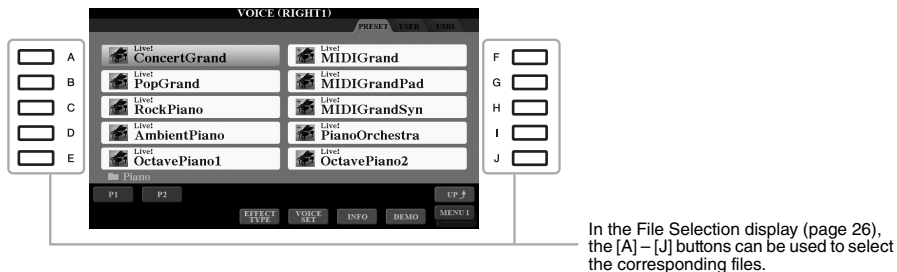 VOICE (RIGHT1)
PRESET USER USB1
A Live! ConcertGrand Live! MIDIGrand F
B Live! PopGrand Live! MIDIGrandPad G
C Live! RockPiano Live! MIDIGrandSyn H
D Live! AmbientPiano Live! PianoOrchestra I
E Live! OctavePiano1 Live! OctavePiano2 J
Piano
P1 P2 UP
EFFECT TYPE VOICE SET INFO DEMO MENU 1
In the File Selection display (page 26),
the [A] – [J] buttons can be used to select
the corresponding files.